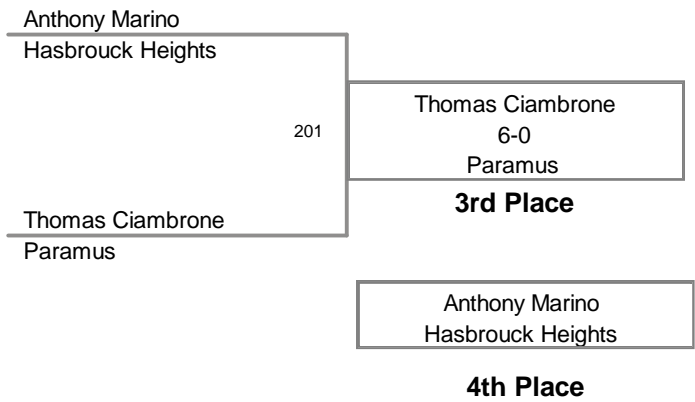 Anthony Marino
Hasbrouck Heights
201
Thomas Ciambrone
6-0
Paramus
3rd Place
Thomas Ciambrone
Paramus
Anthony Marino
Hasbrouck Heights
4th Place